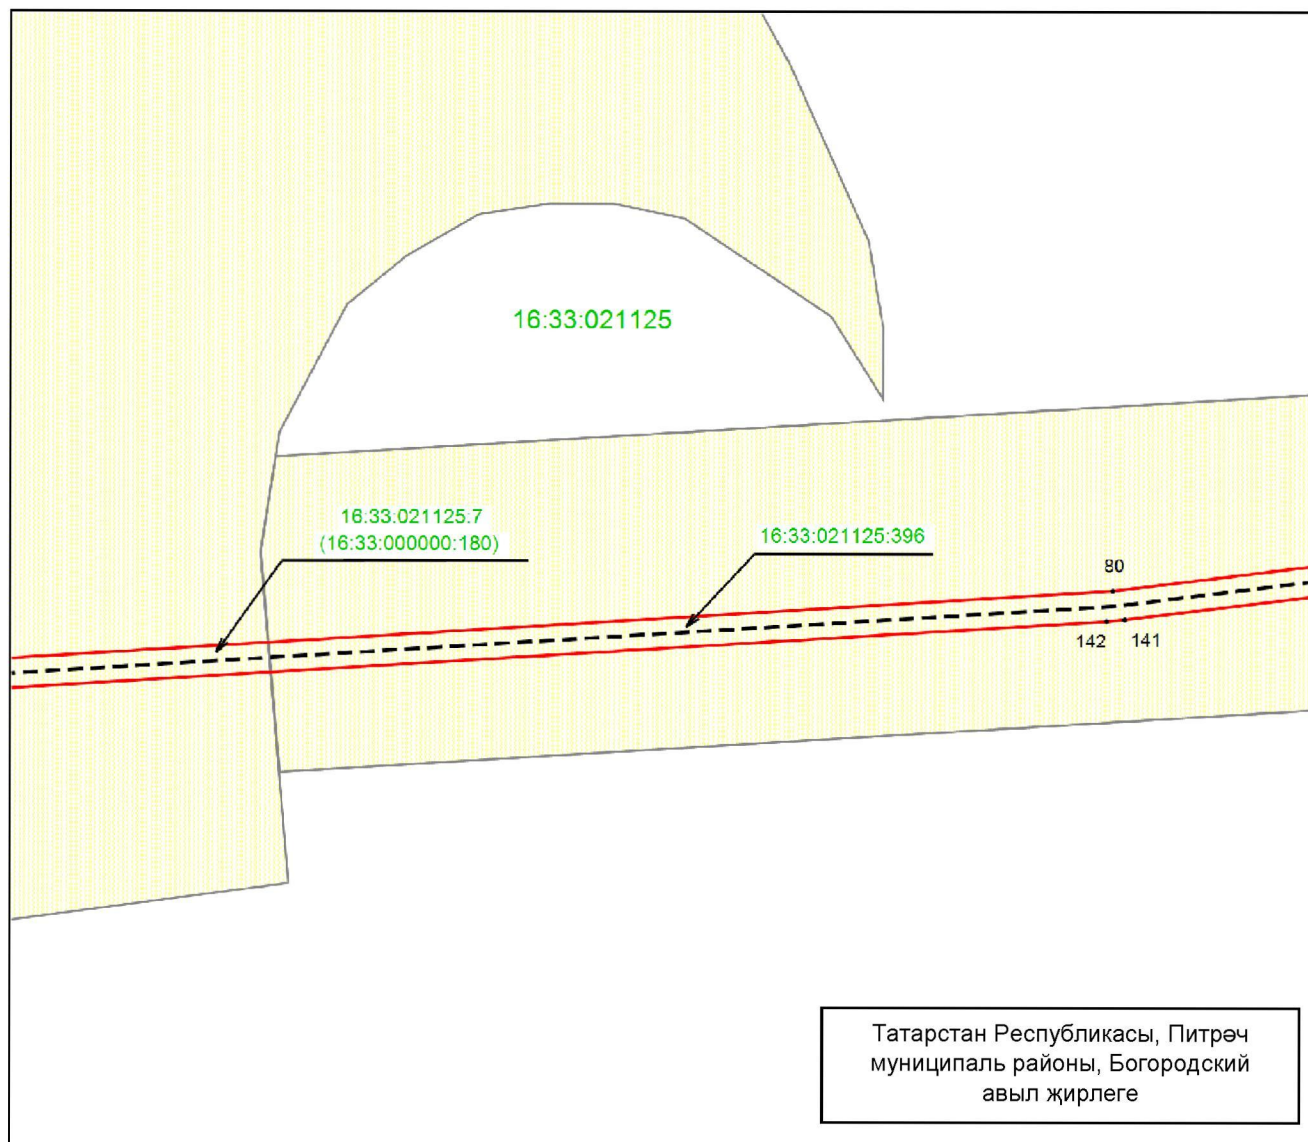 16:33:021125
16:33:021125:7
(16:33:000000:180)
16:33:021125:396
80
142
141
Татарстан Республикасы, Питрәч
муниципаль районы, Богородский
авыл җирлеге